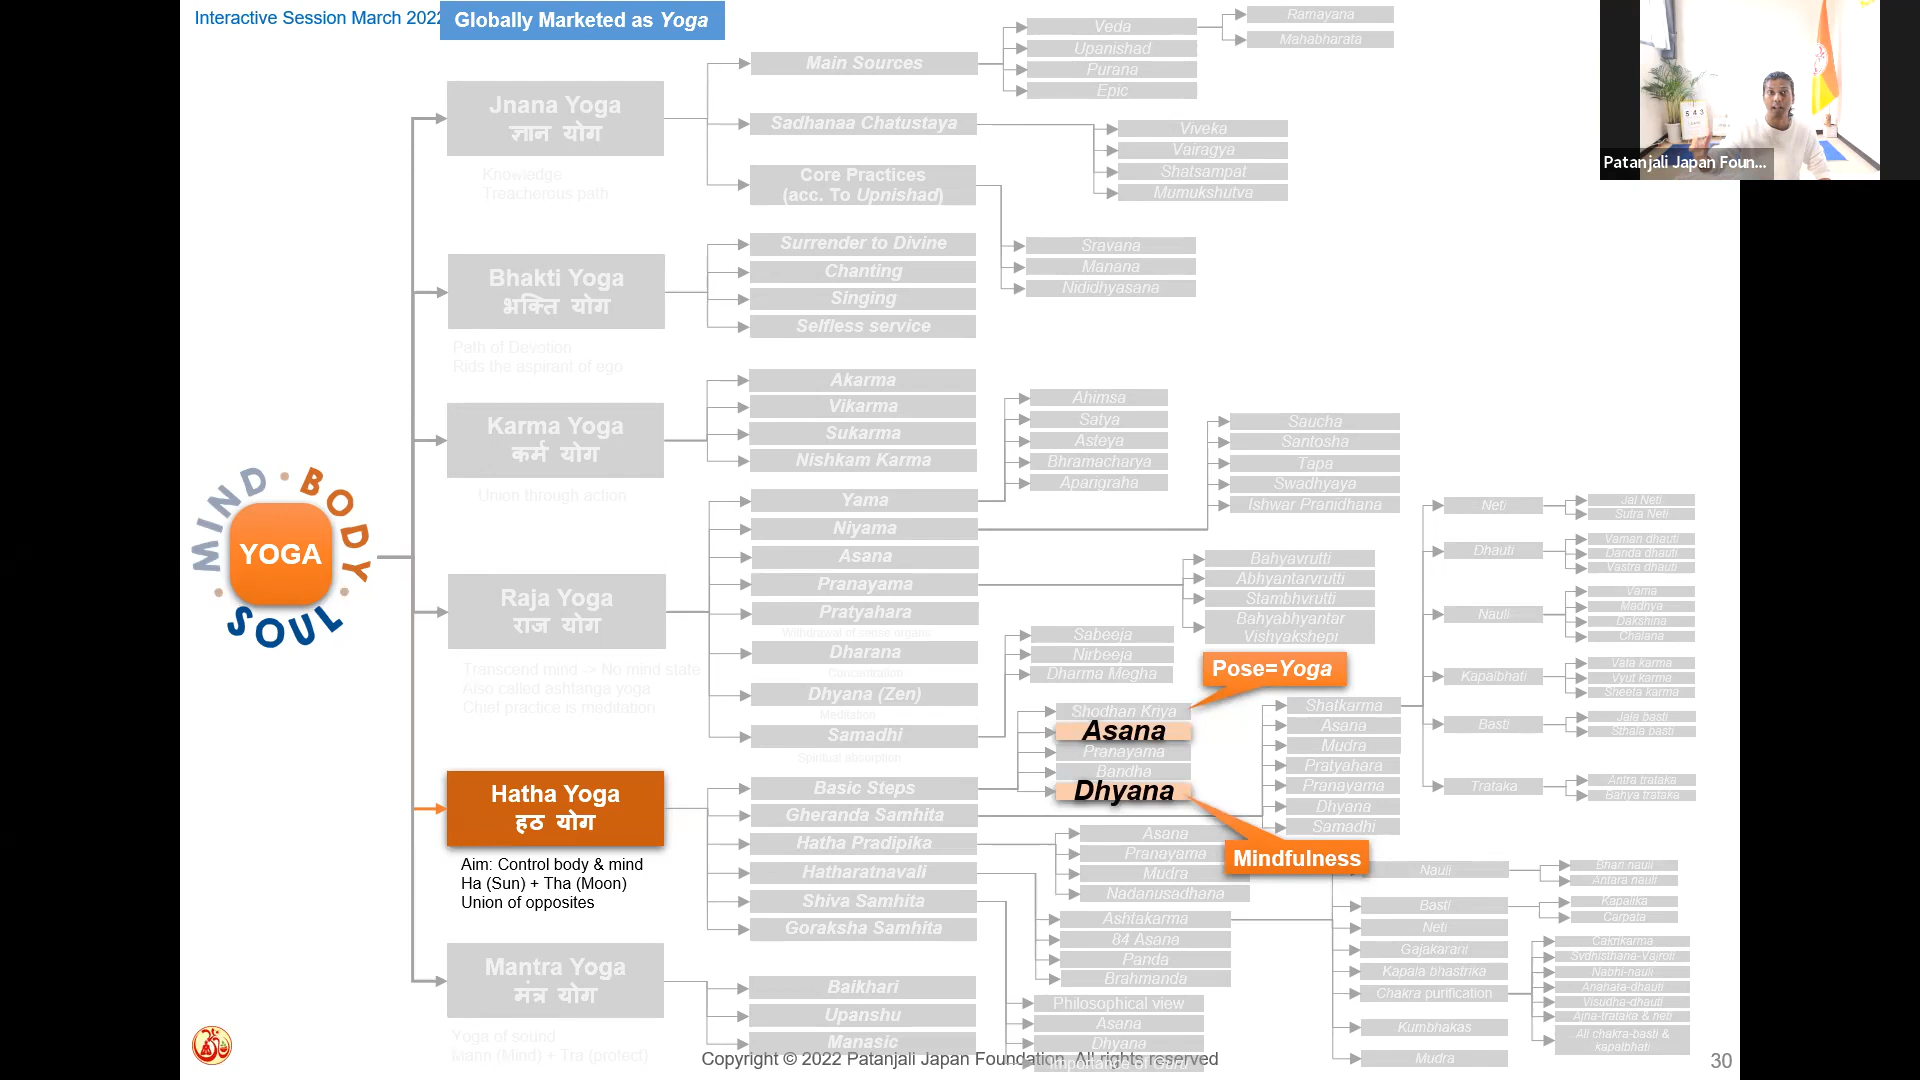 Interactive Session March 2022
Globally Marketed as Yoga
Patanjali Japan Foun...
MIND · BODY · SOUL
YOGA
Jnana Yoga
ज्ञान योग
Knowledge
Treacherous path
Main Sources
Veda
Upanishad
Purana
Epic
Ramayana
Mahabharata
Sadhanaa Chatustaya
Viveka
Vairagya
Shatsampat
Mumukshutva
Core Practices
(acc. To Upnishad)
Sravana
Manana
Nididhyasana
Bhakti Yoga
भक्ति योग
Path of Devotion
Rids the aspirant of ego
Surrender to Divine
Chanting
Singing
Selfless service
Karma Yoga
कर्म योग
Union through action
Akarma
Vikarma
Sukarma
Nishkam Karma
Raja Yoga
राज योग
Transcend mind -> No mind state
Also called ashtanga yoga
Chief practice is meditation
Yama
Niyama
Asana
Pranayama
Pratyahara
Withdrawal of sense organs
Dharana
Concentration
Dhyana (Zen)
Meditation
Samadhi
Spiritual absorption
Ahimsa
Satya
Asteya
Bhramacharya
Aparigraha
Saucha
Santosha
Tapa
Swadhyaya
Ishwar Pranidhana
Bahyavrutti
Abhyantarvrutti
Stambhvrutti
Bahyabhyantar
Vishyakshepi
Sabeeja
Nirbeeja
Dharma Megha
Pose=Yoga
Hatha Yoga
हठ योग
Aim: Control body & mind
Ha (Sun) + Tha (Moon)
Union of opposites
Basic Steps
Gheranda Samhita
Hatha Pradipika
Hatharatnavali
Shiva Samhita
Goraksha Samhita
Shodhan Kriya
Asana
Pranayama
Bandha
Dhyana
Mindfulness
Shatkarma
Asana
Mudra
Pratyahara
Pranayama
Dhyana
Samadhi
Neti
Jal Neti
Sutra Neti
Dhauti
Vaman dhauti
Danda dhauti
Vastra dhauti
Nauli
Vama
Madhya
Dakshina
Chalana
Kapalbhati
Vata karma
Vyut karma
Sheeta karma
Basti
Jala basti
Sthala basti
Trataka
Antra trataka
Bahya trataka
Asana
Pranayama
Mudra
Nadanusadhana
Ashtakarma
84 Asana
Panda
Brahmanda
Nauli
Bhari nauli
Antara nauli
Basti
Kapalika
Carpata
Neti
Gajakarani
Kapala bhastrika
Chakra purification
Cakrikarma
Nabhi-nauli
Anahata-dhauti
Visudha-dhauti
Ajna-trataka & neti
All chakra-basti &
kapalbhati
Kumbhakas
Mudra
Philosophical view
Asana
Dhyana
Importance of Guru
Mantra Yoga
मंत्र योग
Yoga of sound
Mann (Mind) + Tra (protect)
Baikhari
Upanshu
Manasic
Copyright © 2022 Patanjali Japan Foundation. All rights reserved
30